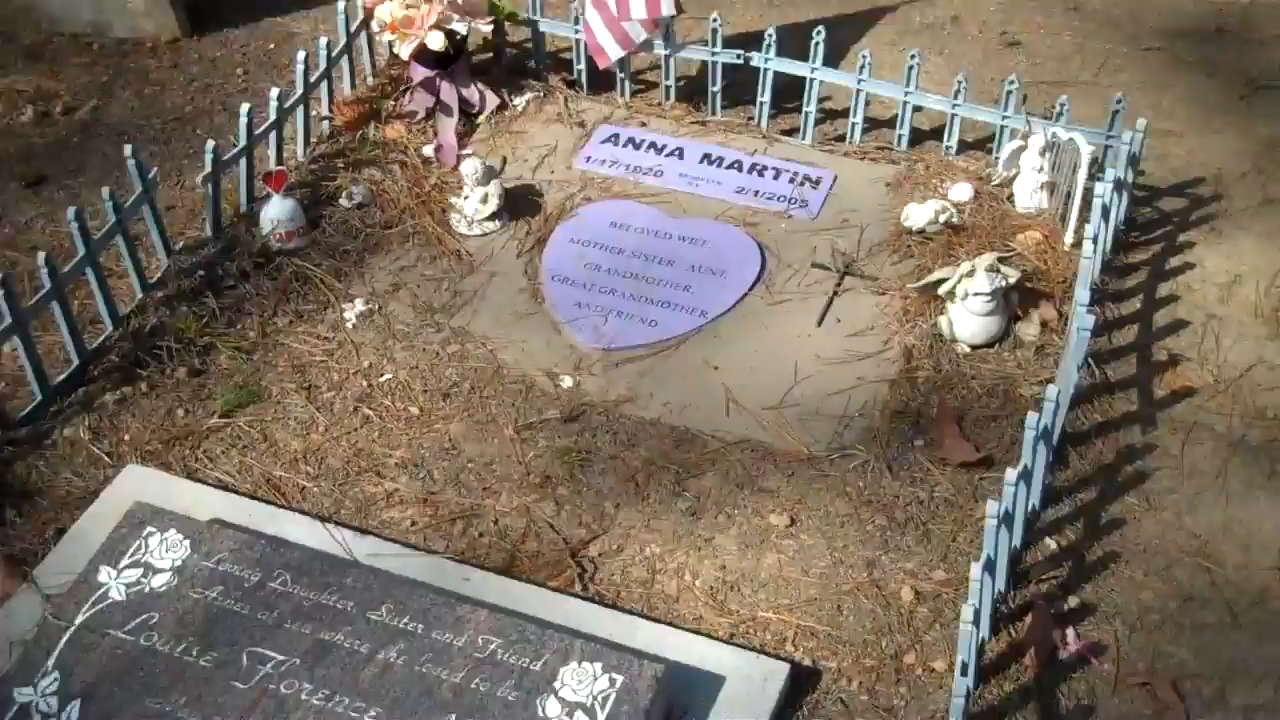 ANNA MARTIN
1/17/1920 BROOKLYN N.Y. 2/1/2005
BELOVED WIFE,
MOTHER, SISTER, AUNT,
GRANDMOTHER,
GREAT GRANDMOTHER,
AND FRIEND
Loving Daughter, Sister and Friend
Ashes at sea where she loved to be
Louise Florence